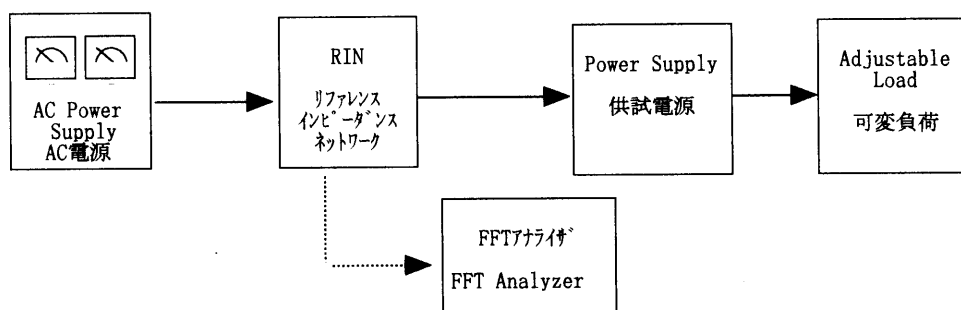 AC Power
Supply
AC電源
RIN
リファレンス
インピーダンス
ネットワーク
Power Supply
供試電源
Adjustable
Load
可変負荷
FFTアナライザ
FFT Analyzer